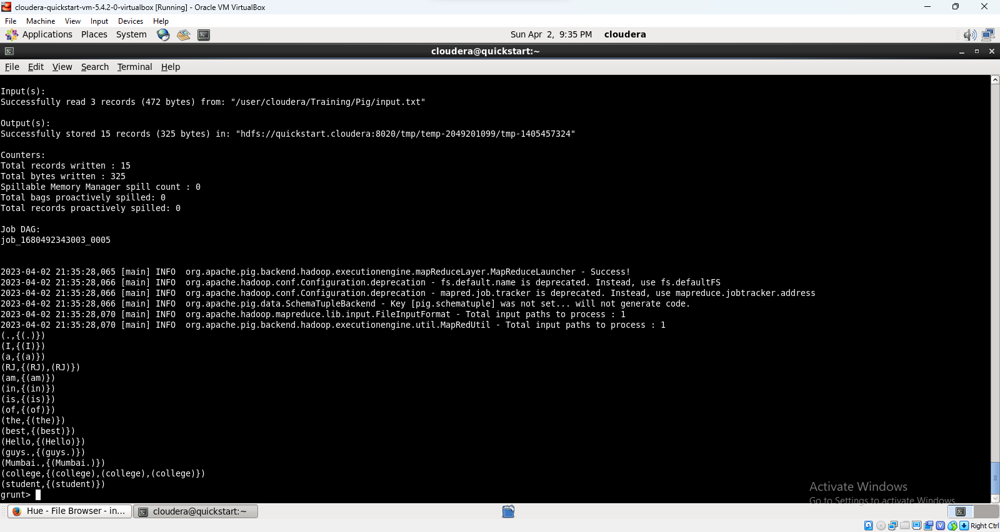 cloudera-quickstart-vm-5.4.2-0-virtualbox [Running] - Oracle VM VirtualBox
File Machine View Input Devices Help
Applications Places System Sun Apr 2, 9:35 PM cloudera
cloudera@quickstart:~
File Edit View Search Terminal Help
Input(s):
Successfully read 3 records (472 bytes) from: "/user/cloudera/Training/Pig/input.txt"
Output(s):
Successfully stored 15 records (325 bytes) in: "hdfs://quickstart.cloudera:8020/tmp/temp-2049201099/tmp-1405457324"
Counters:
Total records written : 15
Total bytes written : 325
Spillable Memory Manager spill count : 0
Total bags proactively spilled: 0
Total records proactively spilled: 0
Job DAG:
job_1680492343003_0005
2023-04-02 21:35:28,065 [main] INFO  org.apache.pig.backend.hadoop.executionengine.mapReduceLayer.MapReduceLauncher - Success!
2023-04-02 21:35:28,066 [main] INFO  org.apache.hadoop.conf.Configuration.deprecation - fs.default.name is deprecated. Instead, use fs.defaultFS
2023-04-02 21:35:28,066 [main] INFO  org.apache.hadoop.conf.Configuration.deprecation - mapred.job.tracker is deprecated. Instead, use mapreduce.jobtracker.address
2023-04-02 21:35:28,066 [main] INFO  org.apache.pig.data.SchemaTupleBackend - Key [pig.schematuple] was not set... will not generate code.
2023-04-02 21:35:28,070 [main] INFO  org.apache.hadoop.mapreduce.lib.input.FileInputFormat - Total input paths to process : 1
2023-04-02 21:35:28,070 [main] INFO  org.apache.pig.backend.hadoop.executionengine.util.MapRedUtil - Total input paths to process : 1
(.,{(.)})
(I,{(I)})
(a,{(a)})
(RJ,{(RJ),(RJ)})
(am,{(am)})
(in,{(in)})
(is,{(is)})
(of,{(of)})
(the,{(the)})
(best,{(best)})
(Hello,{(Hello)})
(guys.,{(guys.)})
(Mumbai.,{(Mumbai.)})
(college,{(college),(college),(college)})
(student,{(student)})
grunt>
Activate Windows
Go to Settings to activate Windows.
Hue - File Browser - in... cloudera@quickstart:~
Right Ctrl